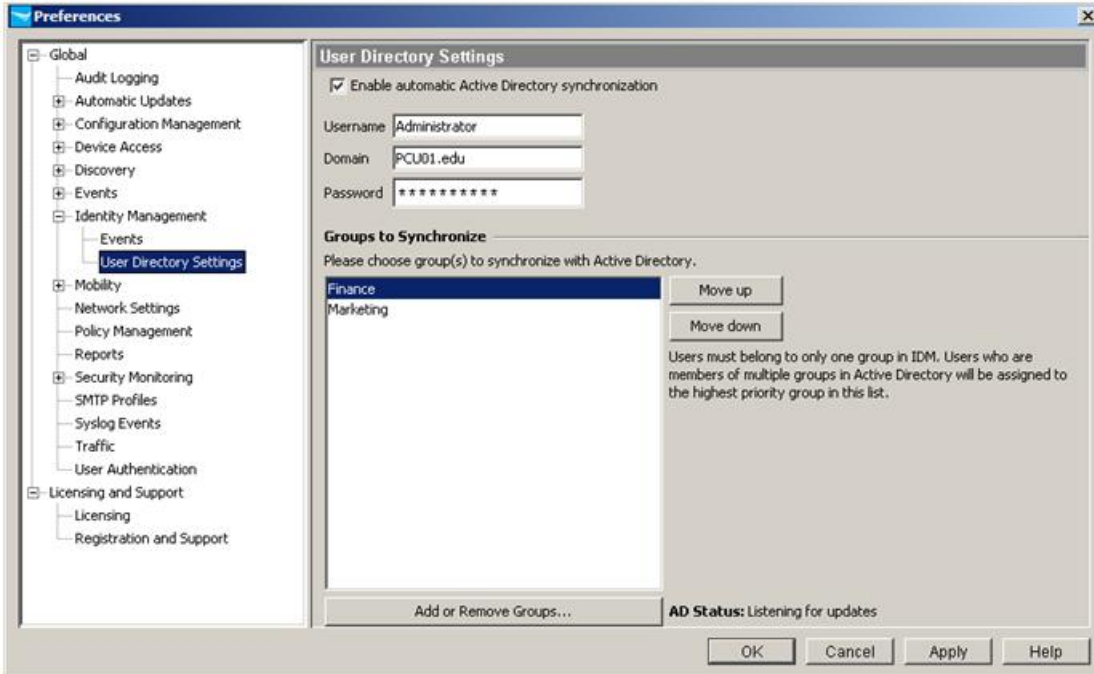 Preferences
Global
Audit Logging
Automatic Updates
Configuration Management
Device Access
Discovery
Events
Identity Management
Events
User Directory Settings
Mobility
Network Settings
Policy Management
Reports
Security Monitoring
SMTP Profiles
Syslog Events
Traffic
User Authentication
Licensing and Support
Licensing
Registration and Support
User Directory Settings
Enable automatic Active Directory synchronization
Username Administrator
Domain PCU01.edu
Password **********
Groups to Synchronize
Please choose group(s) to synchronize with Active Directory.
Finance
Marketing
Move up
Move down
Users must belong to only one group in IDM. Users who are
members of multiple groups in Active Directory will be assigned to
the highest priority group in this list.
Add or Remove Groups...
AD Status: Listening for updates
OK Cancel Apply Help